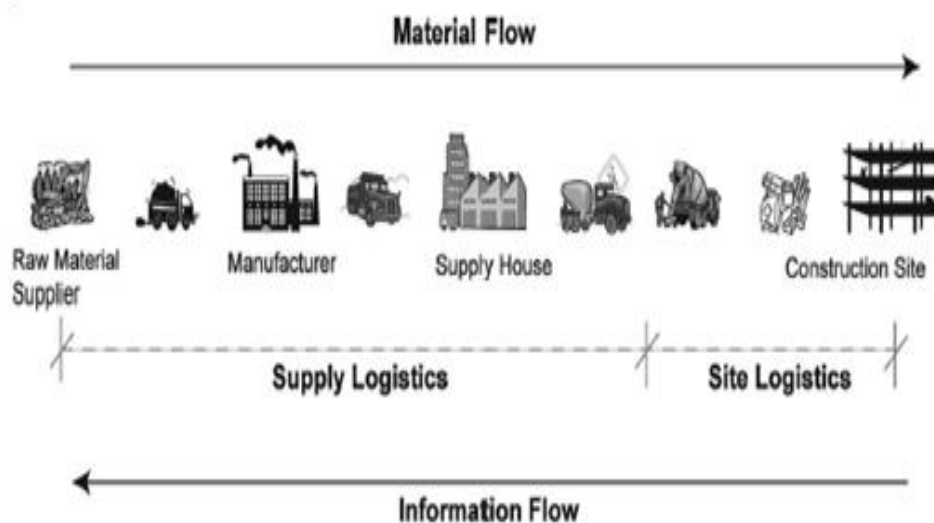 Material Flow
Raw Material
Supplier
Manufacturer
Supply House
Construction Site
Supply Logistics
Site Logistics
Information Flow